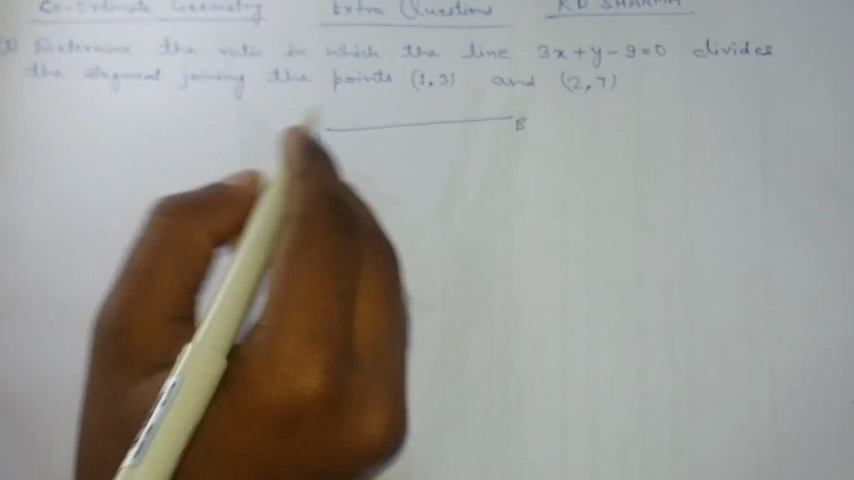 Co-ordinate Geometry Extra Question RD SHARMA
Determine the ratio in which the line 3x+y-9=0 divides
the segment joining the points (1,3) and (2,7)
B